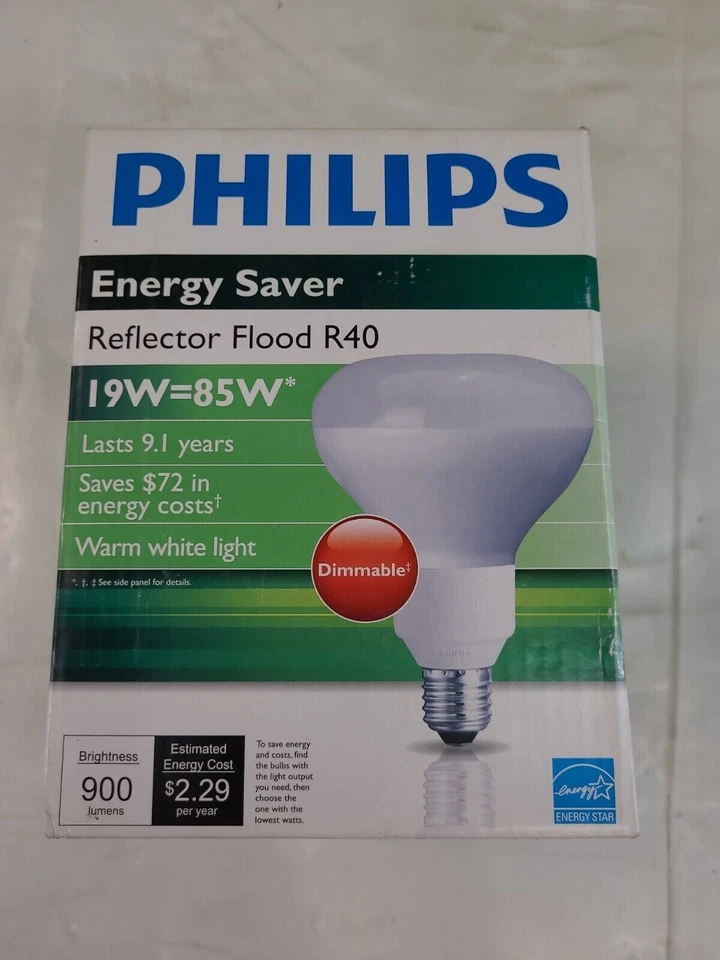 PHILIPS
Energy Saver
Reflector Flood R40
19W=85W*
Lasts 9.1 years
Saves $72 in
energy costs†
Warm white light
Dimmable‡
*, †, ‡ See side panel for details.
PHILIPS
Brightness
900
lumens
Estimated
Energy Cost
$2.29
per year
To save energy
and costs, find
the bulbs with
the light output
you need, then
choose the
one with the
lowest watts.
energy
ENERGY STAR